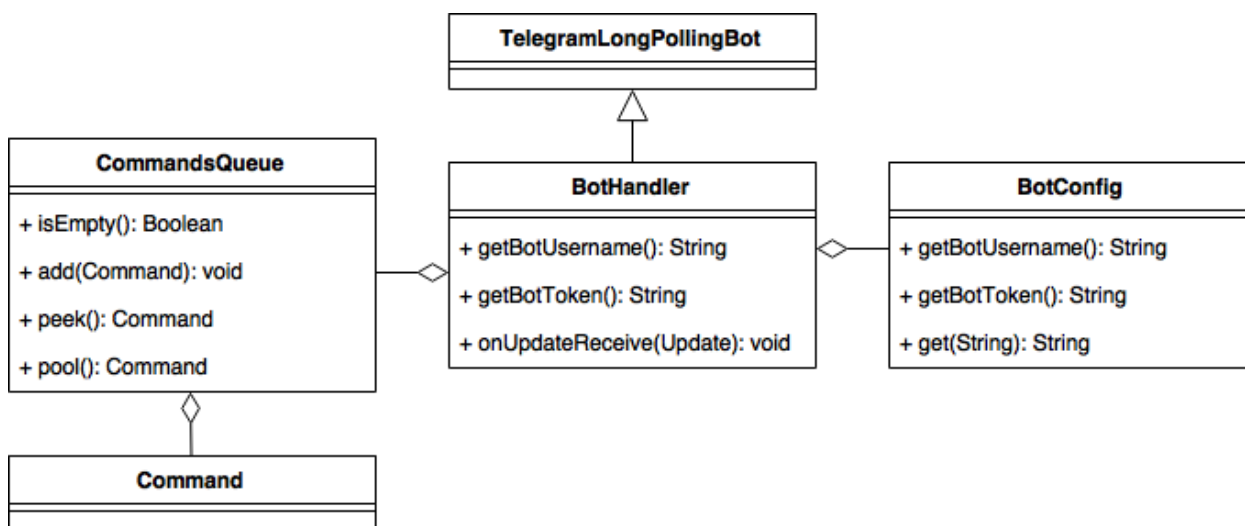 TelegramLongPollingBot
CommandsQueue
+ isEmpty(): Boolean
+ add(Command): void
+ peek(): Command
+ pool(): Command
BotHandler
+ getBotUsername(): String
+ getBotToken(): String
+ onUpdateReceive(Update): void
BotConfig
+ getBotUsername(): String
+ getBotToken(): String
+ get(String): String
Command